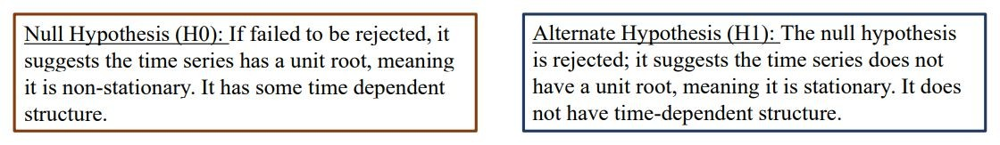 Null Hypothesis (H0): If failed to be rejected, it
suggests the time series has a unit root, meaning
it is non-stationary. It has some time dependent
structure.
Alternate Hypothesis (H1): The null hypothesis
is rejected; it suggests the time series does not
have a unit root, meaning it is stationary. It does
not have time-dependent structure.